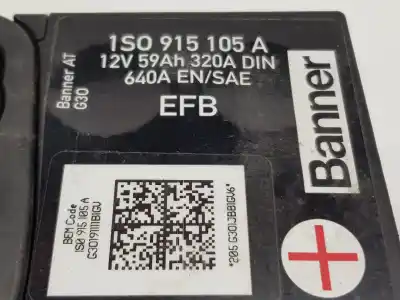 1S0 915 105 A
12V 59Ah 320A DIN
640A EN/SAE
EFB
Banner AT
G30
Banner
BEM Code
1S0 915 105 A
*205 G301JB0IGV6*